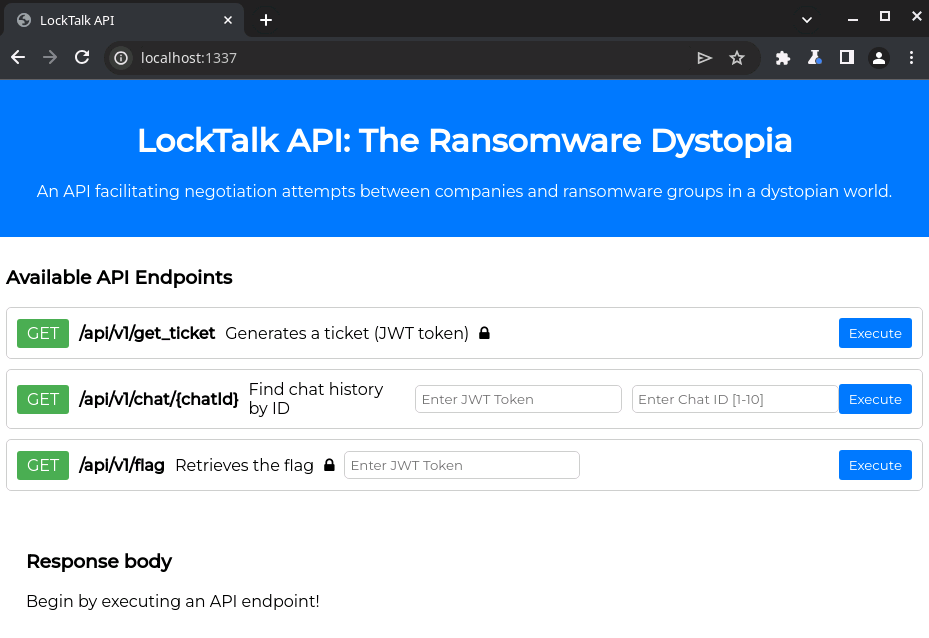 LockTalk API
localhost:1337
LockTalk API: The Ransomware Dystopia
An API facilitating negotiation attempts between companies and ransomware groups in a dystopian world.
Available API Endpoints
GET /api/v1/get_ticket Generates a ticket (JWT token) Execute
GET /api/v1/chat/{chatId} Find chat history
by ID Enter JWT Token Enter Chat ID [1-10] Execute
GET /api/v1/flag Retrieves the flag Enter JWT Token Execute
Response body
Begin by executing an API endpoint!